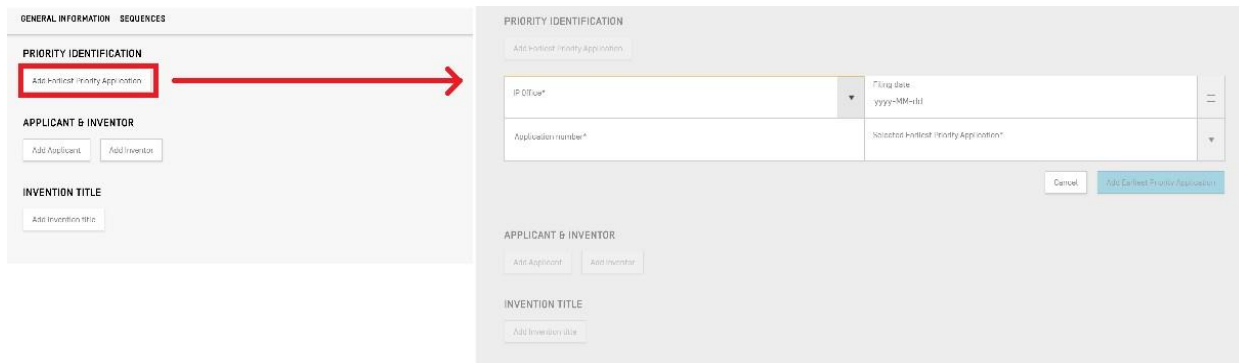 GENERAL INFORMATION SEQUENCES
PRIORITY IDENTIFICATION
Add Earliest Priority Application
APPLICANT & INVENTOR
Add Applicant Add Inventor
INVENTION TITLE
Add invention title
PRIORITY IDENTIFICATION
Add Earliest Priority Application
IP Office* Filing date
yyyy-MM-dd
Application number* Selected Earliest Priority Application*
Cancel Add Earliest Priority Application
APPLICANT & INVENTOR
Add Applicant Add Inventor
INVENTION TITLE
Add invention title